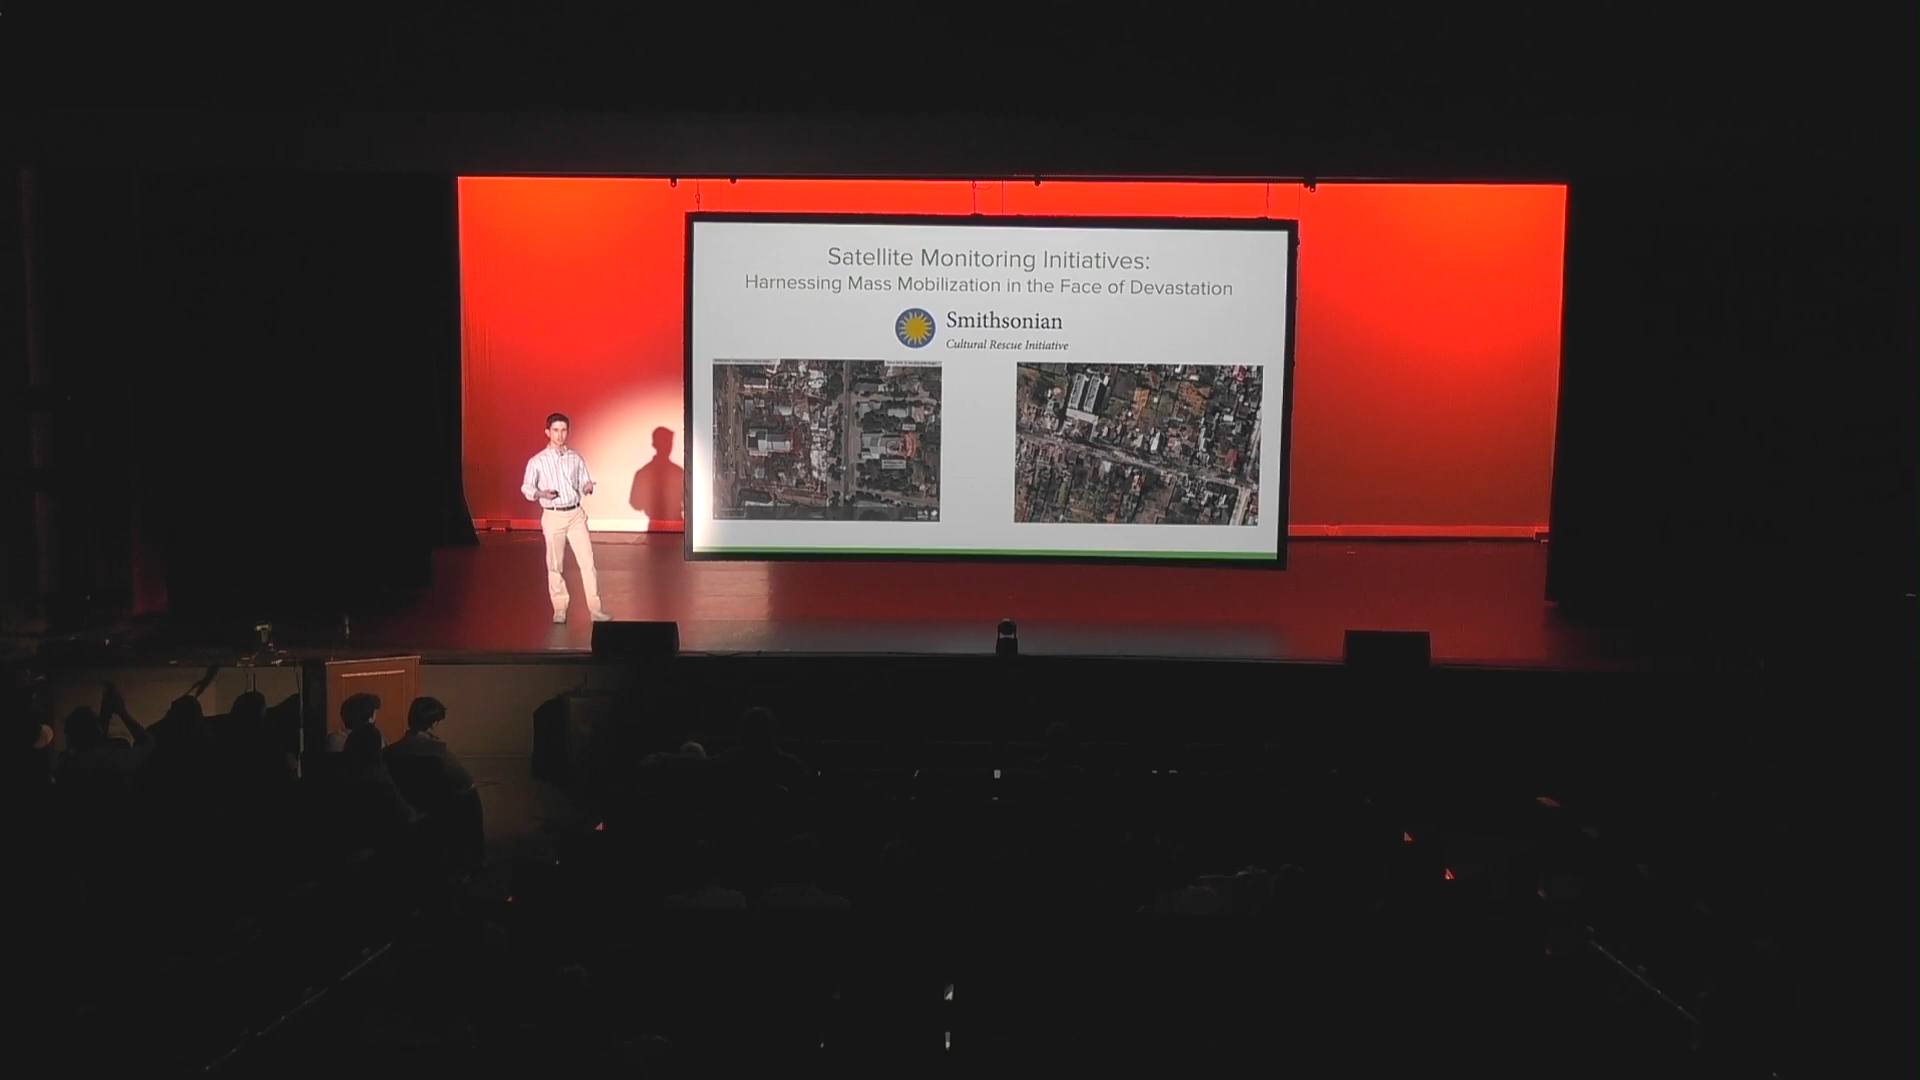 Satellite Monitoring Initiatives:
Harnessing Mass Mobilization in the Face of Devastation
Smithsonian
Cultural Rescue Initiative